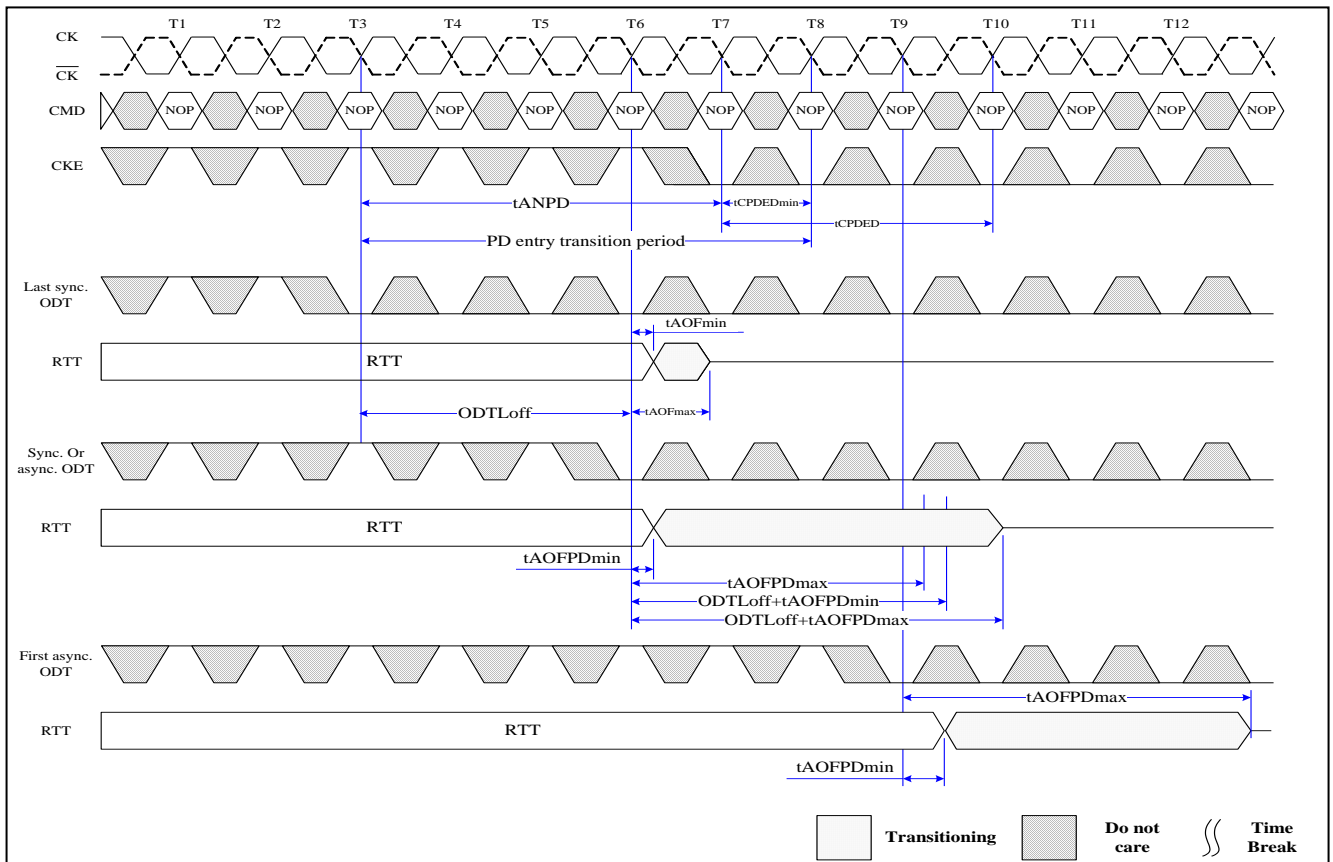 T1 T2 T3 T4 T5 T6 T7 T8 T9 T10 T11 T12
CK
CK
CMD NOP NOP NOP NOP NOP NOP NOP NOP NOP NOP NOP NOP NOP
CKE
tANPD tCPDEDmin
tCPDED
PD entry transition period
Last sync.
ODT
tAOFmin
RTT RTT
ODTLoff tAOFmax
Sync. Or
async. ODT
RTT RTT
tAOFPDmin
tAOFPDmax
ODTLoff+tAOFPDmin
ODTLoff+tAOFPDmax
First async.
ODT
tAOFPDmax
RTT RTT
tAOFPDmin
Transitioning
Do not
care
Time
Break